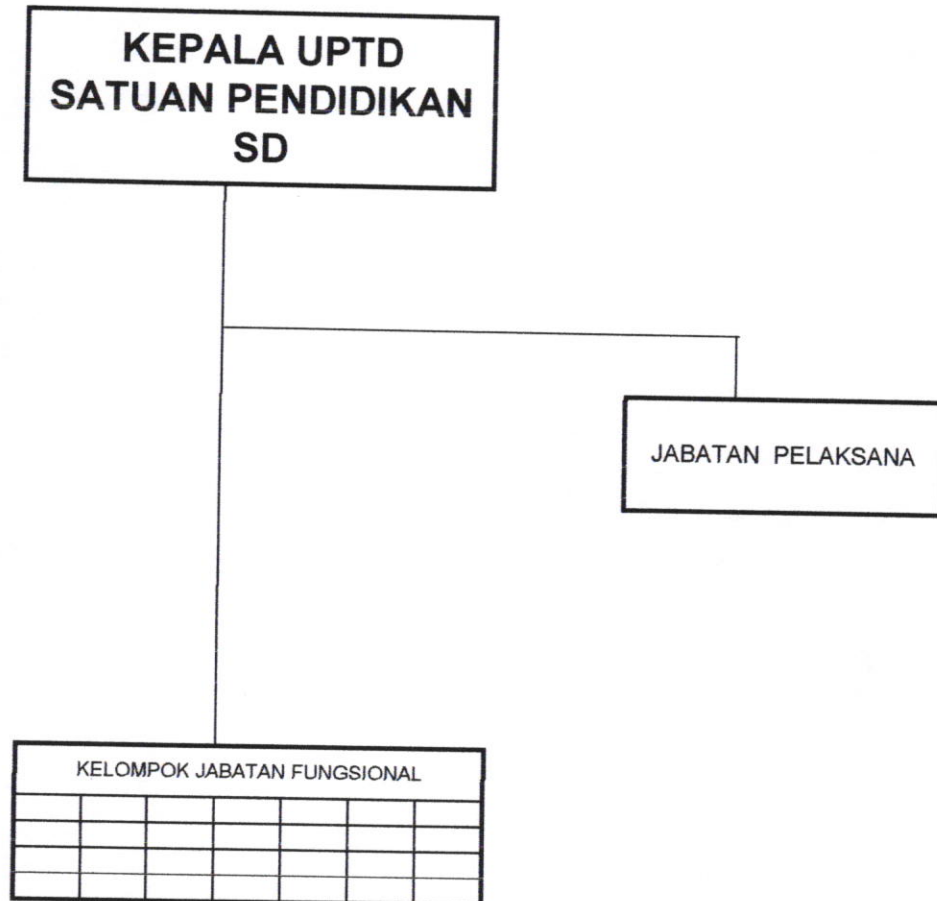 KEPALA UPTD
SATUAN PENDIDIKAN
SD
JABATAN PELAKSANA
KELOMPOK JABATAN FUNGSIONAL